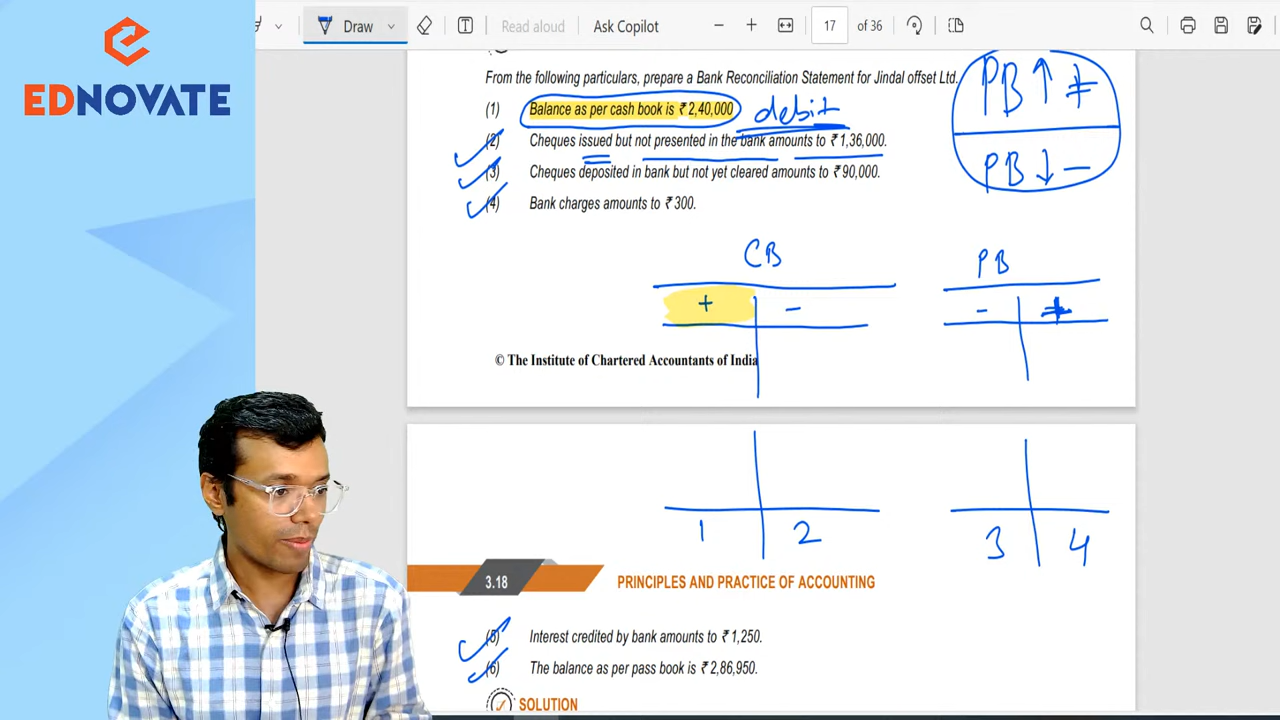 Draw
Read aloud
Ask Copilot
17
of 36
EDNOVATE
From the following particulars, prepare a Bank Reconciliation Statement for Jindal offset Ltd.
(1) Balance as per cash book is ₹ 2,40,000 debit
(2) Cheques issued but not presented in the bank amounts to ₹ 1,36,000.
(3) Cheques deposited in bank but not yet cleared amounts to ₹ 90,000.
(4) Bank charges amounts to ₹ 300.
PB ↑ +
PB ↓ −
CB
+ −
PB
- +
© The Institute of Chartered Accountants of India
1 2
3 4
3.18 PRINCIPLES AND PRACTICE OF ACCOUNTING
(5) Interest credited by bank amounts to ₹ 1,250.
(6) The balance as per pass book is ₹ 2,86,950.
SOLUTION